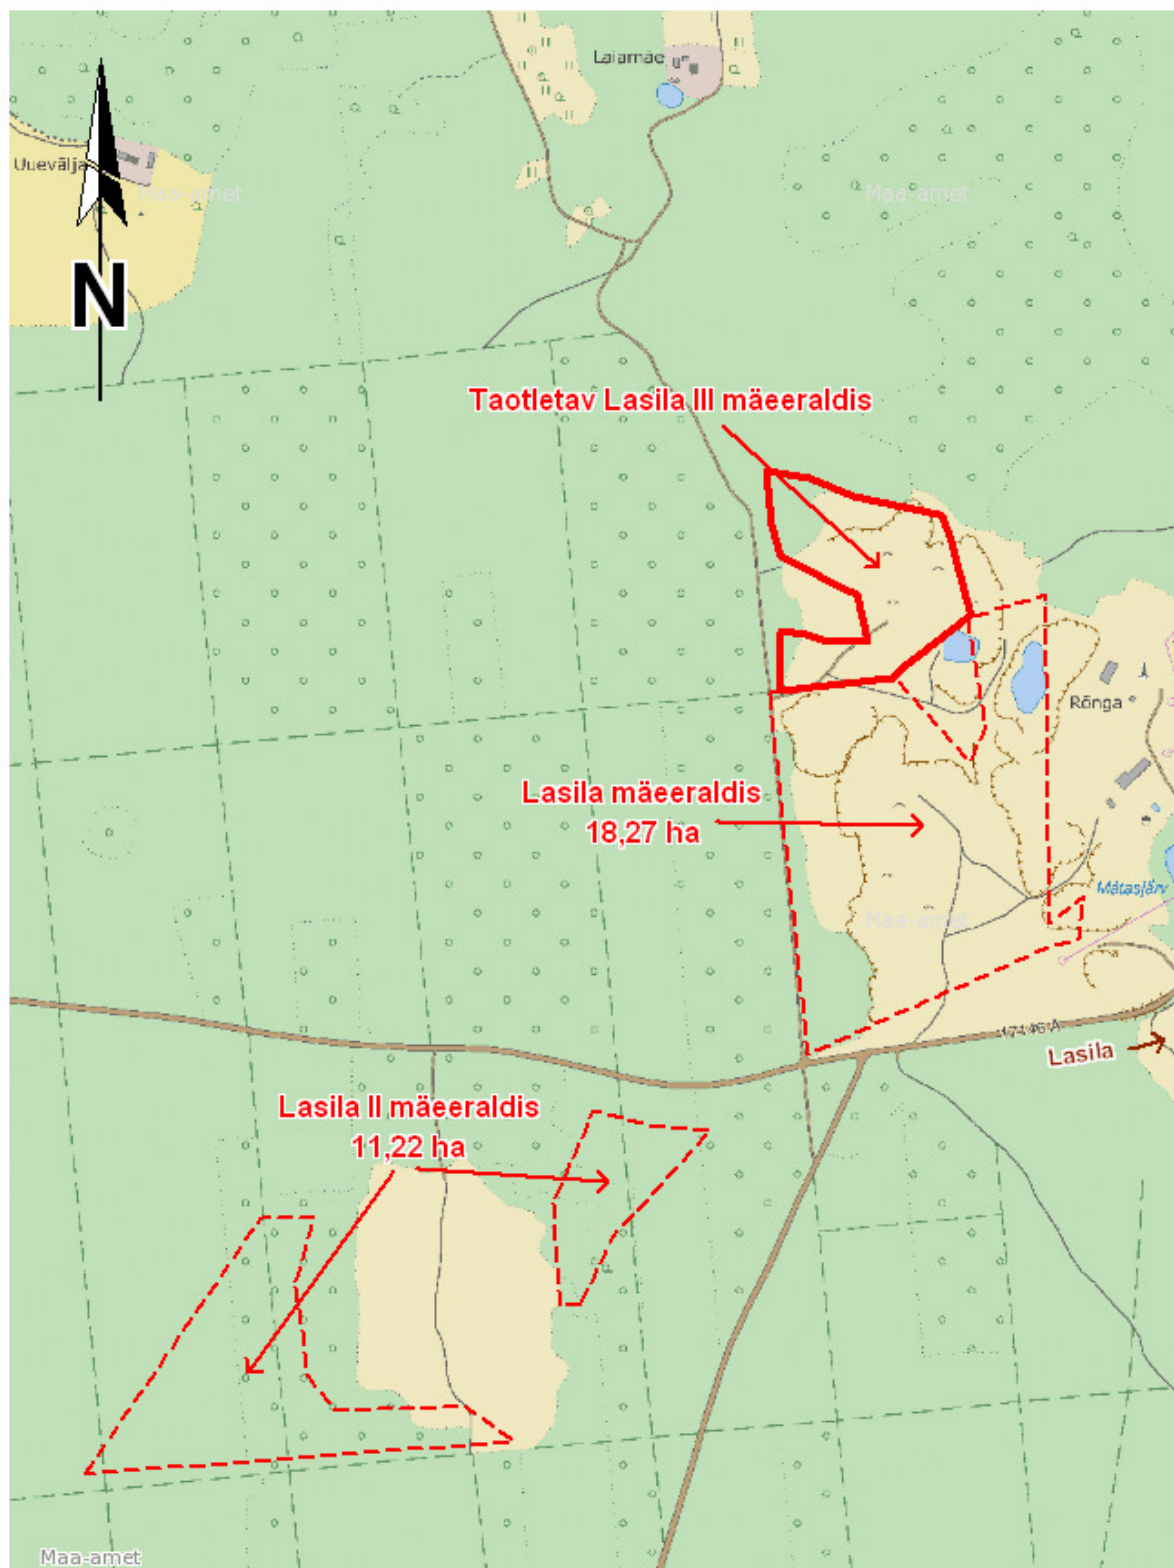 Laiamäe
Uuevälja
Maa-amet
Maa-amet
N
Taotletav Lasila III mäeeraldis
Rõnga
Lasila mäeeraldis
18,27 ha
Mätasjärv
Maa-amet
17146 A
Lasila
Lasila II mäeeraldis
11,22 ha
Maa-amet